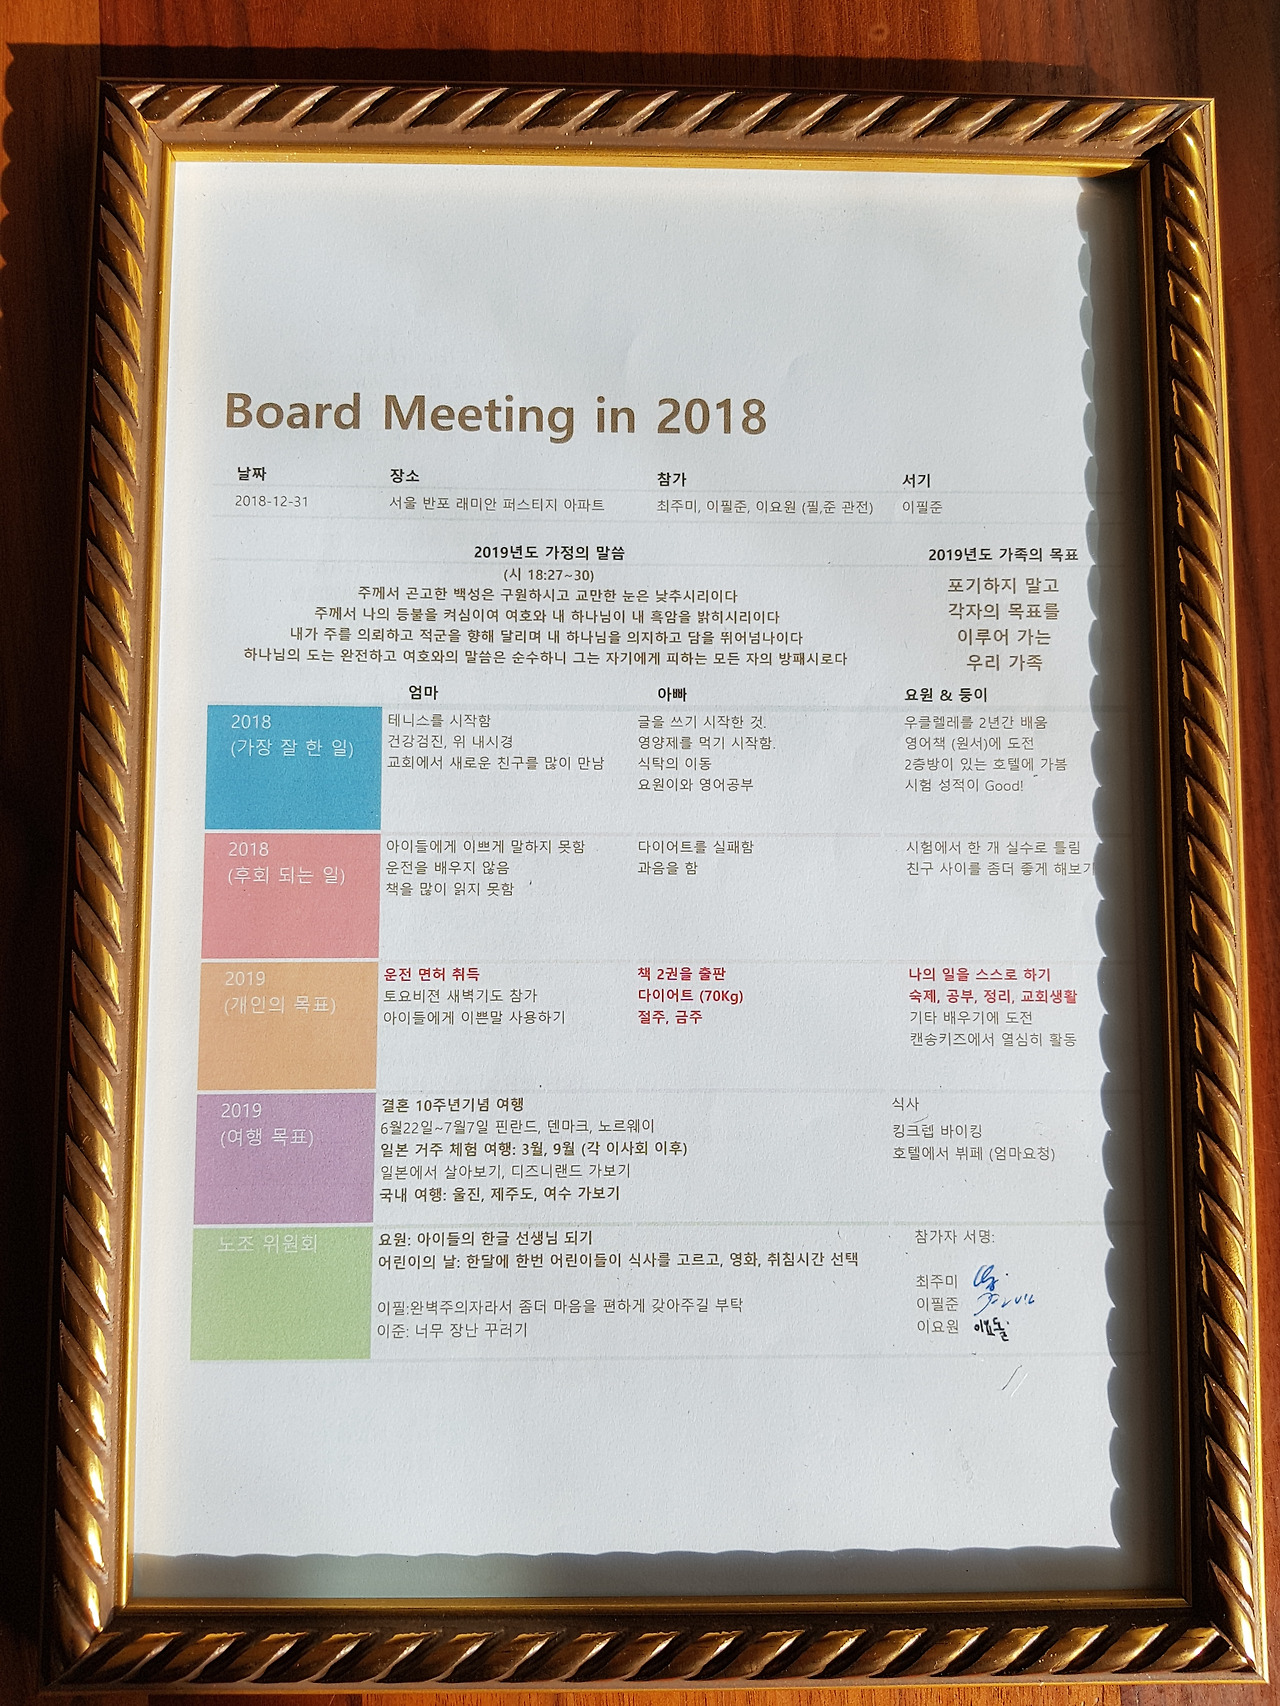 Board Meeting in 2018
날짜 장소 참가 서기
2018-12-31 서울 반포 래미안 퍼스티지 아파트 최주미, 이필준, 이요원 (필,준 관전) 이필준
2019년도 가정의 말씀
(시 18:27~30)
주께서 곤고한 백성은 구원하시고 교만한 눈은 낮추시리이다
주께서 나의 등불을 켜심이여 여호와 내 하나님이 내 흑암을 밝히시리이다
내가 주를 의뢰하고 적군을 향해 달리며 내 하나님을 의지하고 담을 뛰어넘나이다
하나님의 도는 완전하고 여호와의 말씀은 순수하니 그는 자기에게 피하는 모든 자의 방패시로다
2019년도 가족의 목표
포기하지 말고
각자의 목표를
이루어 가는
우리 가족
엄마 아빠 요원 & 둥이
2018
(가장 잘 한 일)
테니스를 시작함
건강검진, 위 내시경
교회에서 새로운 친구를 많이 만남
글을 쓰기 시작한 것.
영양제를 먹기 시작함.
식탁의 이동
요원이와 영어공부
우클렐레를 2년간 배움
영어책 (원서)에 도전
2층방이 있는 호텔에 가봄
시험 성적이 Good!
2018
(후회 되는 일)
아이들에게 이쁘게 말하지 못함
운전을 배우지 않음
책을 많이 읽지 못함
다이어트를 실패함
과음을 함
시험에서 한 개 실수로 틀림
친구 사이를 좀더 좋게 해보기
2019
(개인의 목표)
운전 면허 취득
토요비젼 새벽기도 참가
아이들에게 이쁜말 사용하기
책 2권을 출판
다이어트 (70Kg)
절주, 금주
나의 일을 스스로 하기
숙제, 공부, 정리, 교회생활
기타 배우기에 도전
캔송키즈에서 열심히 활동
2019
(여행 목표)
결혼 10주년기념 여행
6월22일~7월7일 핀란드, 덴마크, 노르웨이
일본 거주 체험 여행: 3월, 9월 (각 이사회 이후)
일본에서 살아보기, 디즈니랜드 가보기
국내 여행: 울진, 제주도, 여수 가보기
식사
킹크렙 바이킹
호텔에서 뷔페 (엄마요청)
노조 위원회
요원: 아이들의 한글 선생님 되기
어린이의 날: 한달에 한번 어린이들이 식사를 고르고, 영화, 취침시간 선택
이필:완벽주의자라서 좀더 마음을 편하게 갖아주길 부탁
이준: 너무 장난 꾸러기
참가자 서명:
최주미
이필준
이요원